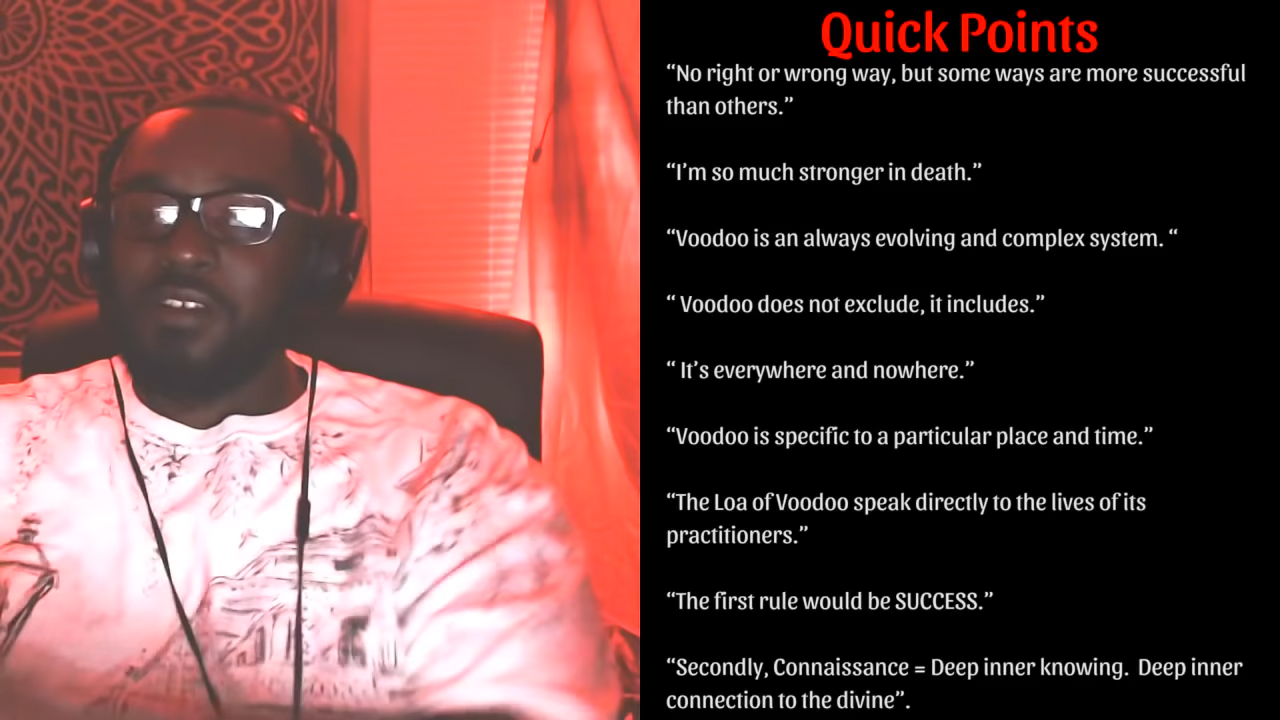 Quick Points
“No right or wrong way, but some ways are more successful
than others.”
“I’m so much stronger in death.”
“Voodoo is an always evolving and complex system. “
“ Voodoo does not exclude, it includes.”
“ It’s everywhere and nowhere.”
“Voodoo is specific to a particular place and time.”
“The Loa of Voodoo speak directly to the lives of its
practitioners.”
“The first rule would be SUCCESS.”
“Secondly, Connaissance = Deep inner knowing.  Deep inner
connection to the divine”.